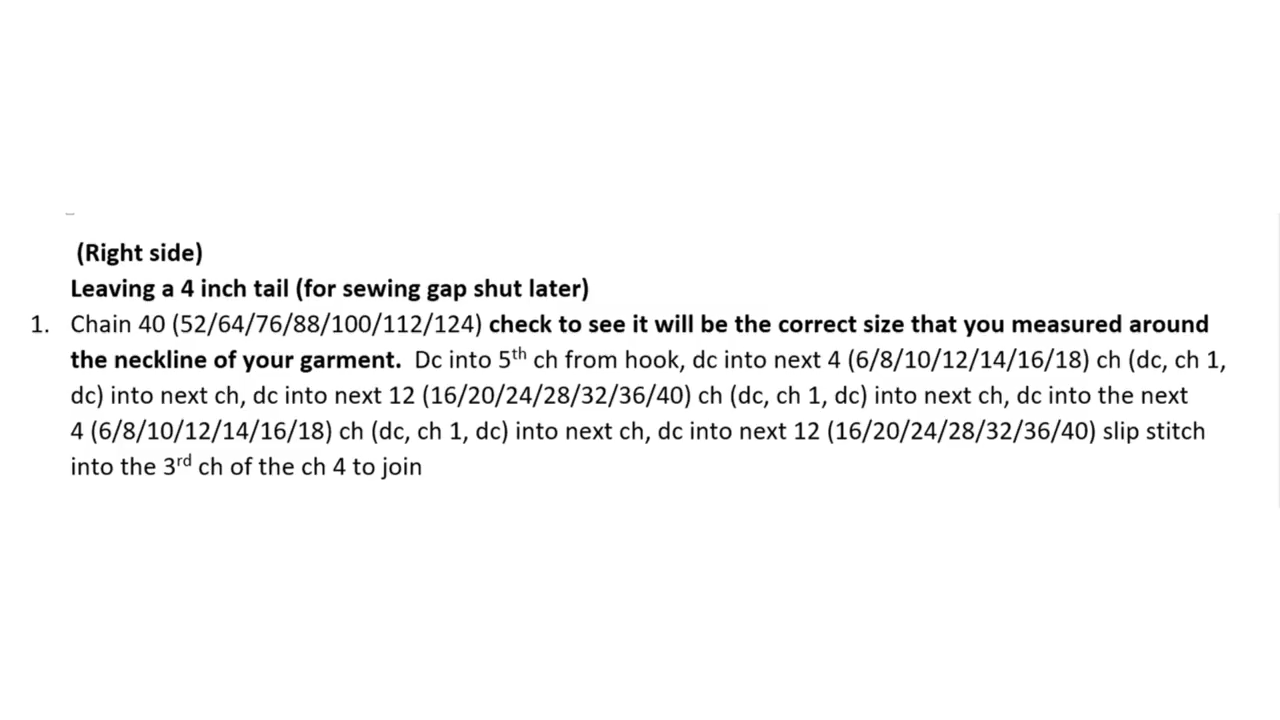 (Right side)
Leaving a 4 inch tail (for sewing gap shut later)
1. Chain 40 (52/64/76/88/100/112/124) check to see it will be the correct size that you measured around
the neckline of your garment. Dc into 5th ch from hook, dc into next 4 (6/8/10/12/14/16/18) ch (dc, ch 1,
dc) into next ch, dc into next 12 (16/20/24/28/32/36/40) ch (dc, ch 1, dc) into next ch, dc into the next
4 (6/8/10/12/14/16/18) ch (dc, ch 1, dc) into next ch, dc into next 12 (16/20/24/28/32/36/40) slip stitch
into the 3rd ch of the ch 4 to join